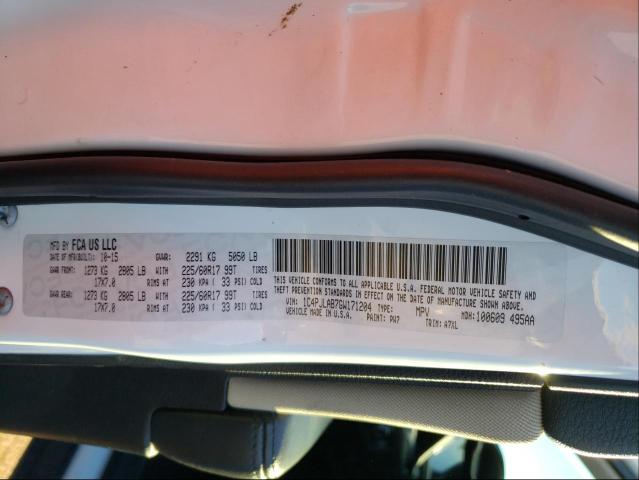 MFD BY FCA US LLC
DATE OF MFR(BUILT): 10-15 GVWR: 2291 KG 5050 LB
GAWR FRONT: 1273 KG 2805 LB WITH 225/60R17 99T TIRES
17X7.0 RIMS AT 230 KPA ( 33 PSI) COLD
GAWR REAR: 1273 KG 2805 LB WITH 225/60R17 99T TIRES
17X7.0 RIMS AT 230 KPA ( 33 PSI) COLD
THIS VEHICLE CONFORMS TO ALL APPLICABLE U.S.A. FEDERAL MOTOR VEHICLE SAFETY AND
THEFT PREVENTION STANDARDS IN EFFECT ON THE DATE OF MANUFACTURE SHOWN ABOVE.
VIN: 1C4PJLAB7GW171204 MPV
VEHICLE MADE IN U.S.A. PAINT: PW7 TRIM: A7XL MDH: 100609 495AA